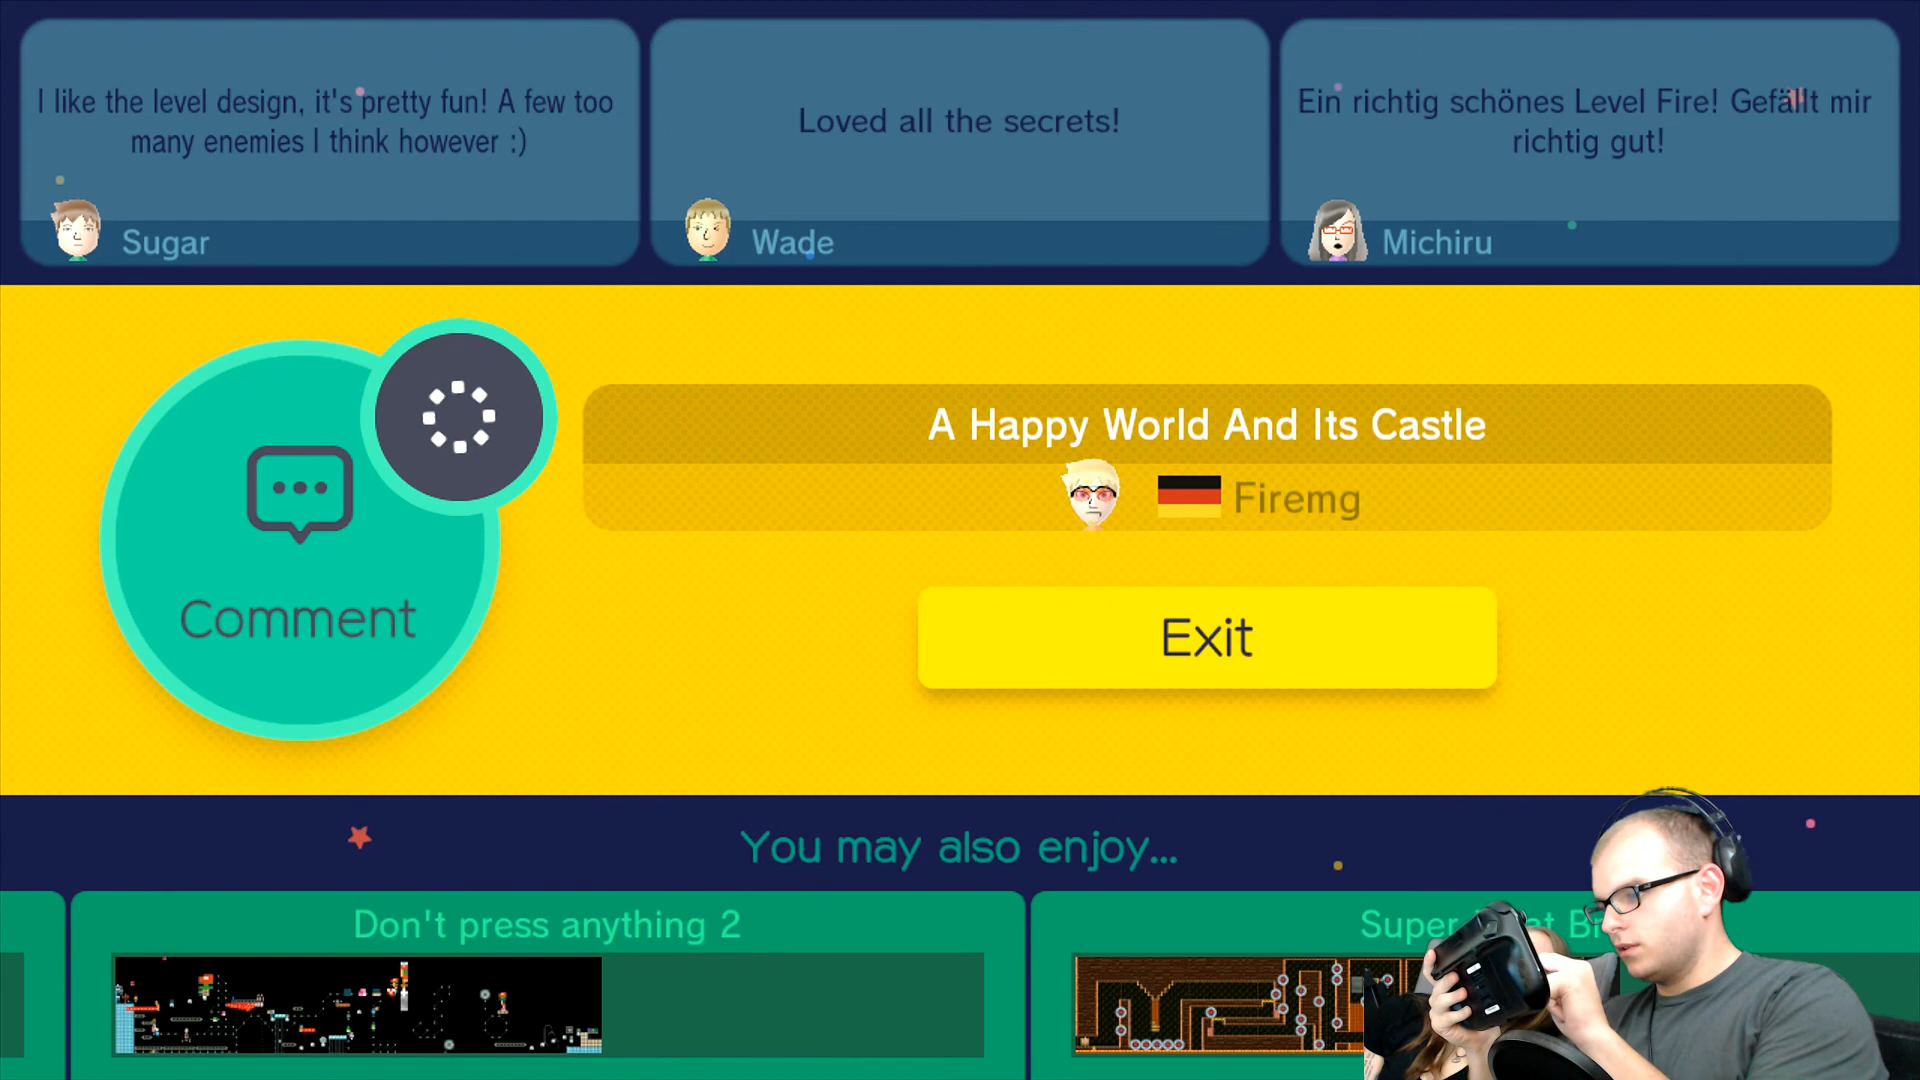 I like the level design, it's pretty fun! A few too
many enemies I think however :)
Sugar
Loved all the secrets!
Wade
Ein richtig schönes Level Fire! Gefällt mir
richtig gut!
Michiru
A Happy World And Its Castle
Firemg
Comment
Exit
You may also enjoy...
Don't press anything 2
Super